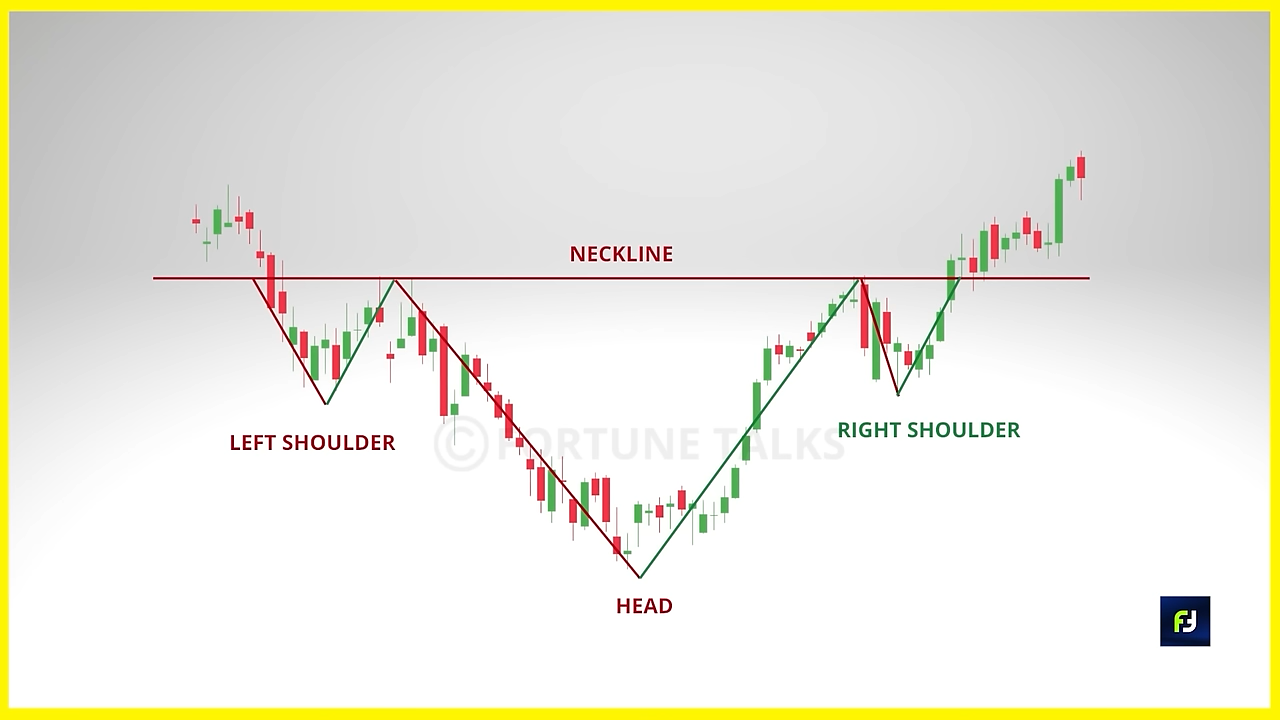 NECKLINE
RIGHT SHOULDER
LEFT SHOULDER
© FORTUNE TALKS
HEAD